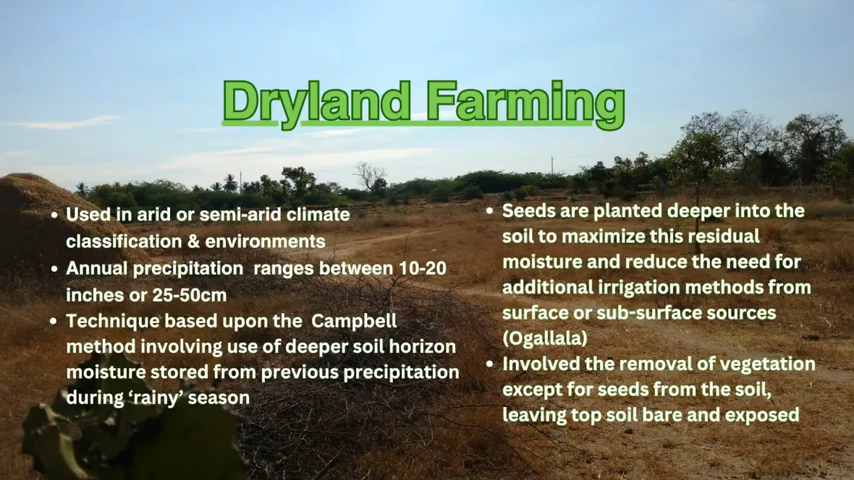 Dryland Farming
• Used in arid or semi-arid climate
classification & environments
• Annual precipitation ranges between 10-20
inches or 25-50cm
• Technique based upon the Campbell
method involving use of deeper soil horizon
moisture stored from previous precipitation
during ‘rainy’ season
• Seeds are planted deeper into the
soil to maximize this residual
moisture and reduce the need for
additional irrigation methods from
surface or sub-surface sources
(Ogallala)
• Involved the removal of vegetation
except for seeds from the soil,
leaving top soil bare and exposed